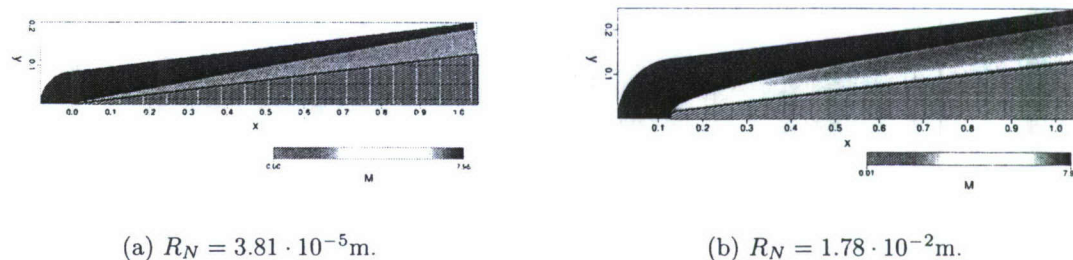 0.2
y
0.1
0.0 0.1 0.2 0.3 0.4 0.5 0.6 0.7 0.8 0.9 1.0
x
M
(a) R_N = 3.81 · 10^{-5}m.
0.2
y
0.1
0.1 0.2 0.3 0.4 0.5 0.6 0.7 0.8 0.9 1.0
x
0.01
M
(b) R_N = 1.78 · 10^{-2}m.